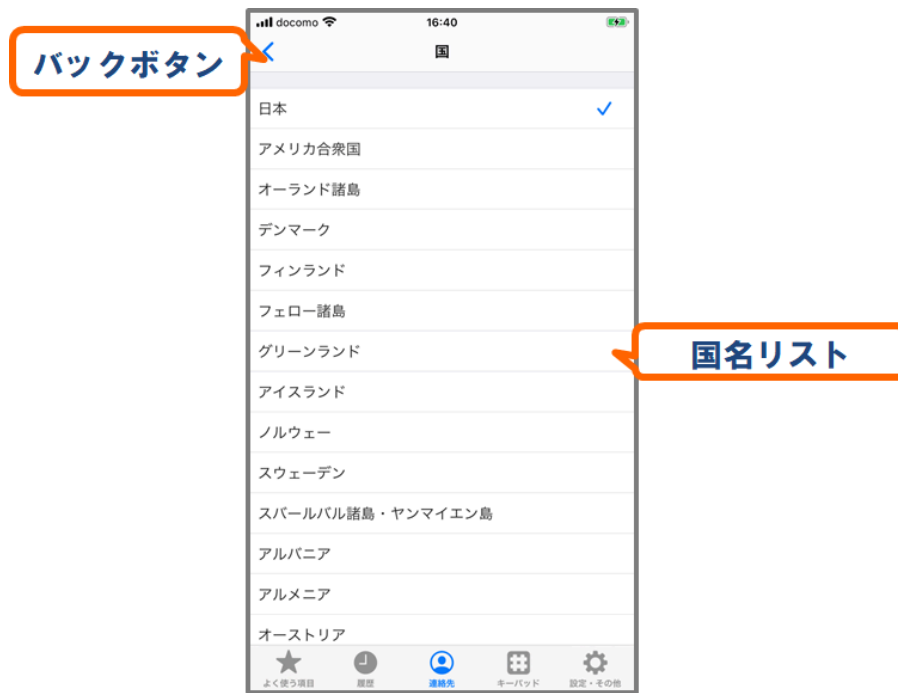 docomo 16:40
国
バックボタン
日本
アメリカ合衆国
オーランド諸島
デンマーク
フィンランド
フェロー諸島
グリーンランド
国名リスト
アイスランド
ノルウェー
スウェーデン
スバールバル諸島・ヤンマイエン島
アルバニア
アルメニア
オーストリア
よく使う項目 履歴 連絡先 キーパッド 設定・その他